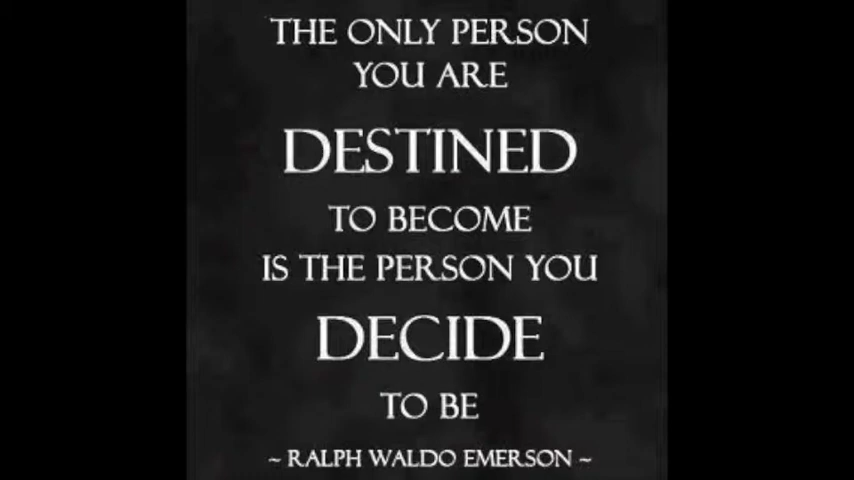 THE ONLY PERSON
YOU ARE
DESTINED
TO BECOME
IS THE PERSON YOU
DECIDE
TO BE
~ RALPH WALDO EMERSON ~